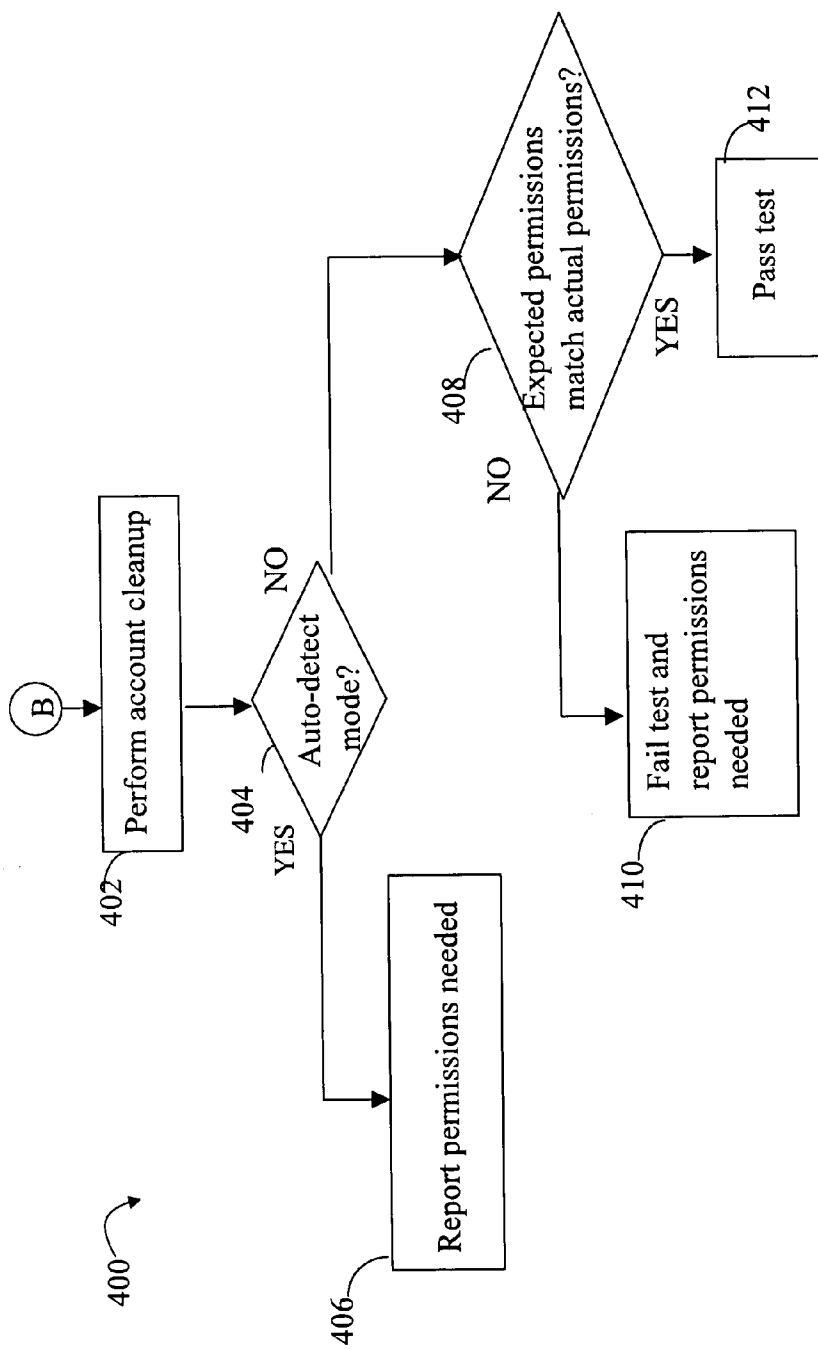 400
B
402
Perform account cleanup
404
Auto-detect
mode?
YES
NO
406
Report permissions needed
408
Expected permissions
match actual permissions?
NO
YES
410
Fail test and
report permissions
needed
412
Pass test